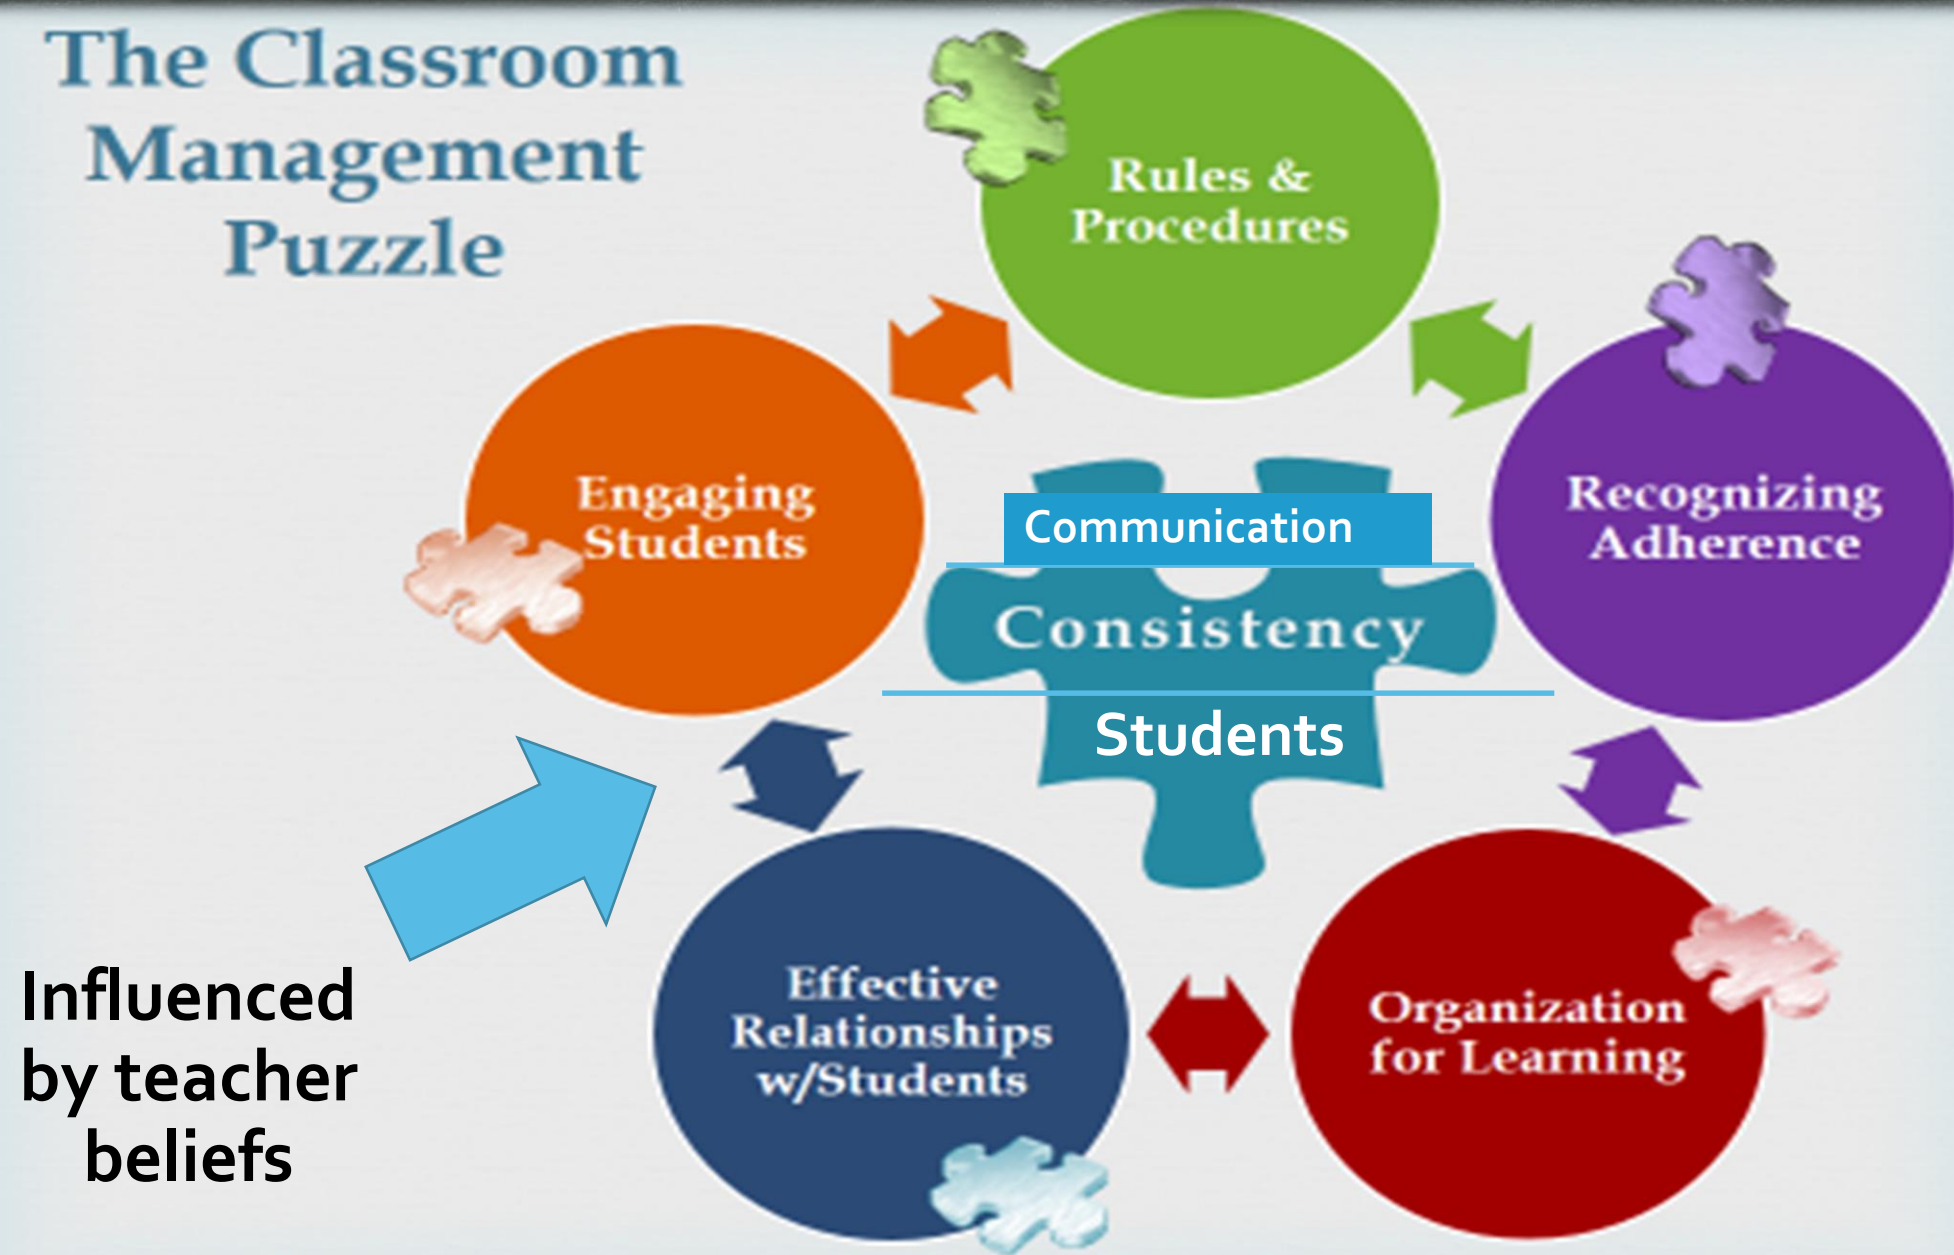 The Classroom
Management
Puzzle
Rules &
Procedures
Engaging
Students
Communication
Consistency
Students
Recognizing
Adherence
Effective
Relationships
w/Students
Organization
for Learning
Influenced
by teacher
beliefs